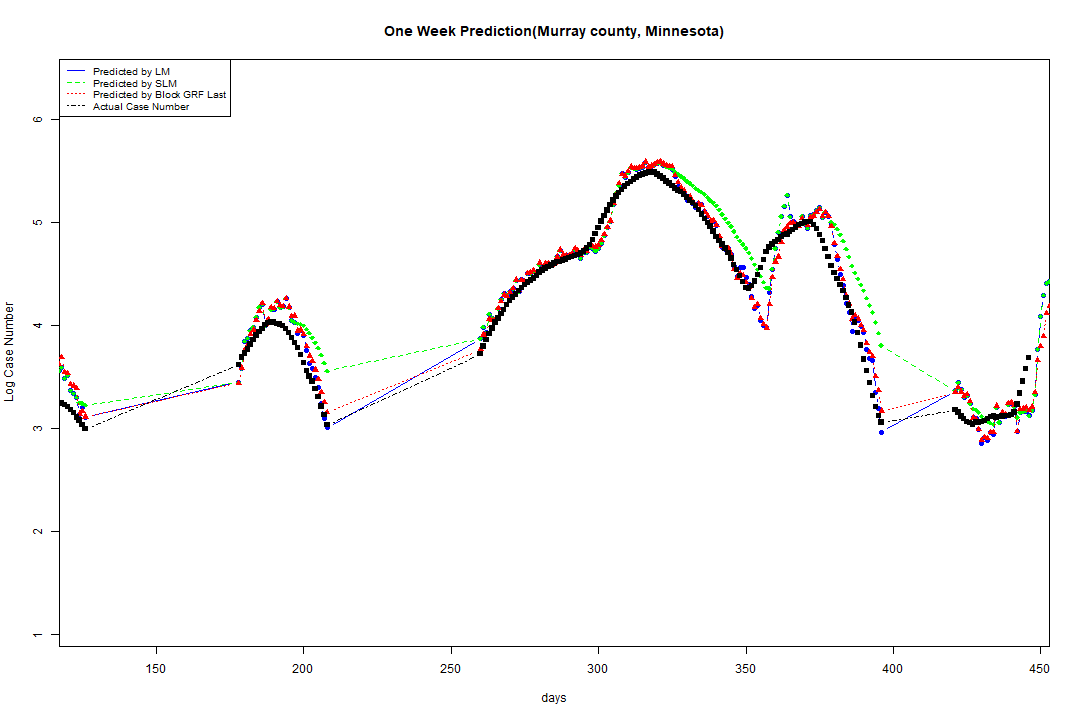 One Week Prediction(Murray county, Minnesota)
Predicted by LM
Predicted by SLM
Predicted by Block GRF Last
Actual Case Number
Log Case Number
6
5
4
3
2
1
150 200 250 300 350 400 450
days